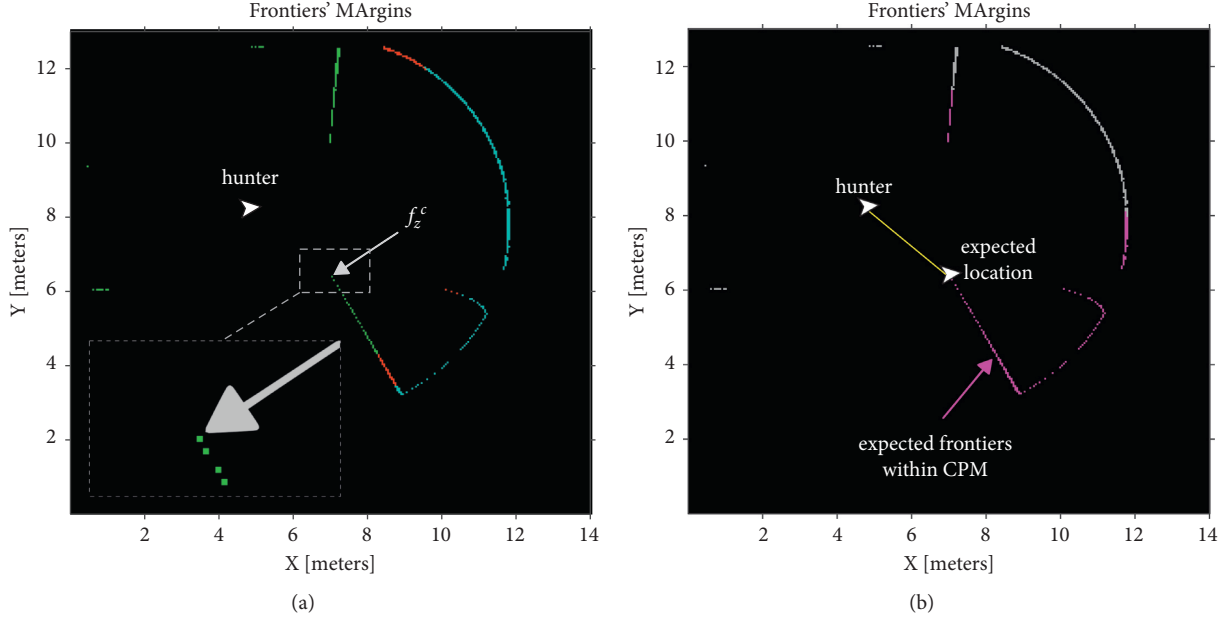 Frontiers' MArgins
12
10
8
6
4
2
Y [meters]
hunter
f_z^c
2 4 6 8 10 12 14
X [meters]
(a)
Frontiers' MArgins
12
10
8
6
4
2
Y [meters]
hunter
expected
location
expected frontiers
within CPM
2 4 6 8 10 12 14
X [meters]
(b)